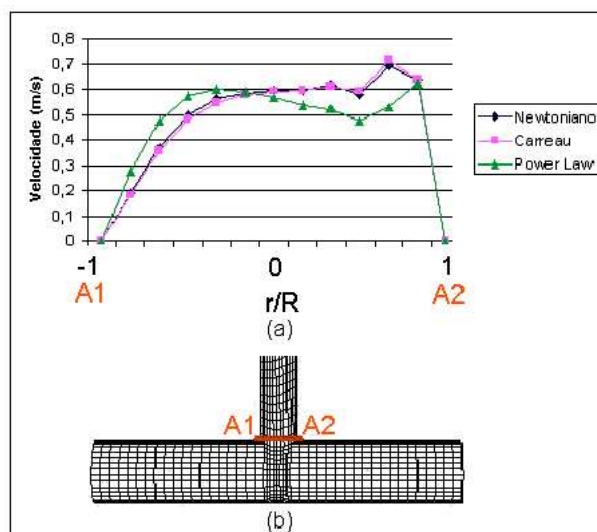 0,8
0,7
0,6
0,5
0,4
0,3
0,2
0,1
0
Velocidade (m/s)
Newtoniano
Carreau
Power Law
-1 0 1
A1 r/R A2
(a)
A1 A2
(b)